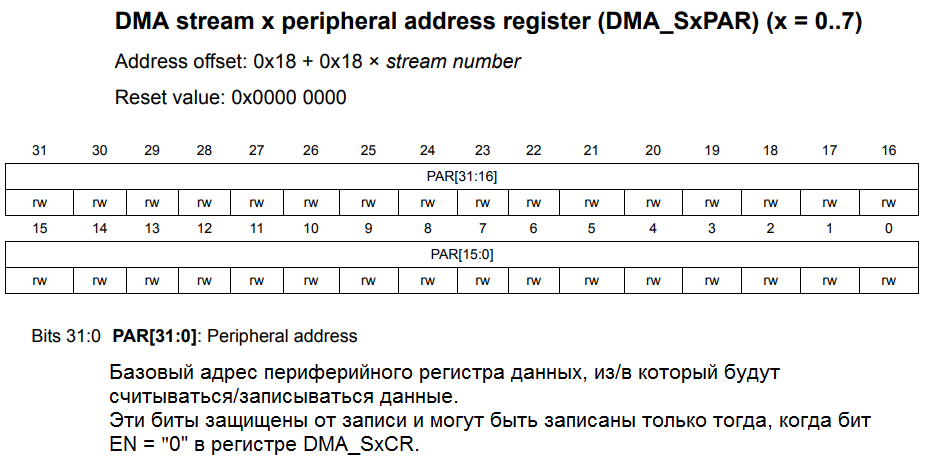 DMA stream x peripheral address register (DMA_SxPAR) (x = 0..7)
Address offset: 0x18 + 0x18 × stream number
Reset value: 0x0000 0000
31 30 29 28 27 26 25 24 23 22 21 20 19 18 17 16
PAR[31:16]
rw rw rw rw rw rw rw rw rw rw rw rw rw rw rw rw
15 14 13 12 11 10 9 8 7 6 5 4 3 2 1 0
PAR[15:0]
rw rw rw rw rw rw rw rw rw rw rw rw rw rw rw rw
Bits 31:0 PAR[31:0]: Peripheral address
Базовый адрес периферийного регистра данных, из/в который будут
считываться/записываться данные.
Эти биты защищены от записи и могут быть записаны только тогда, когда бит
EN = "0" в регистре DMA_SxCR.